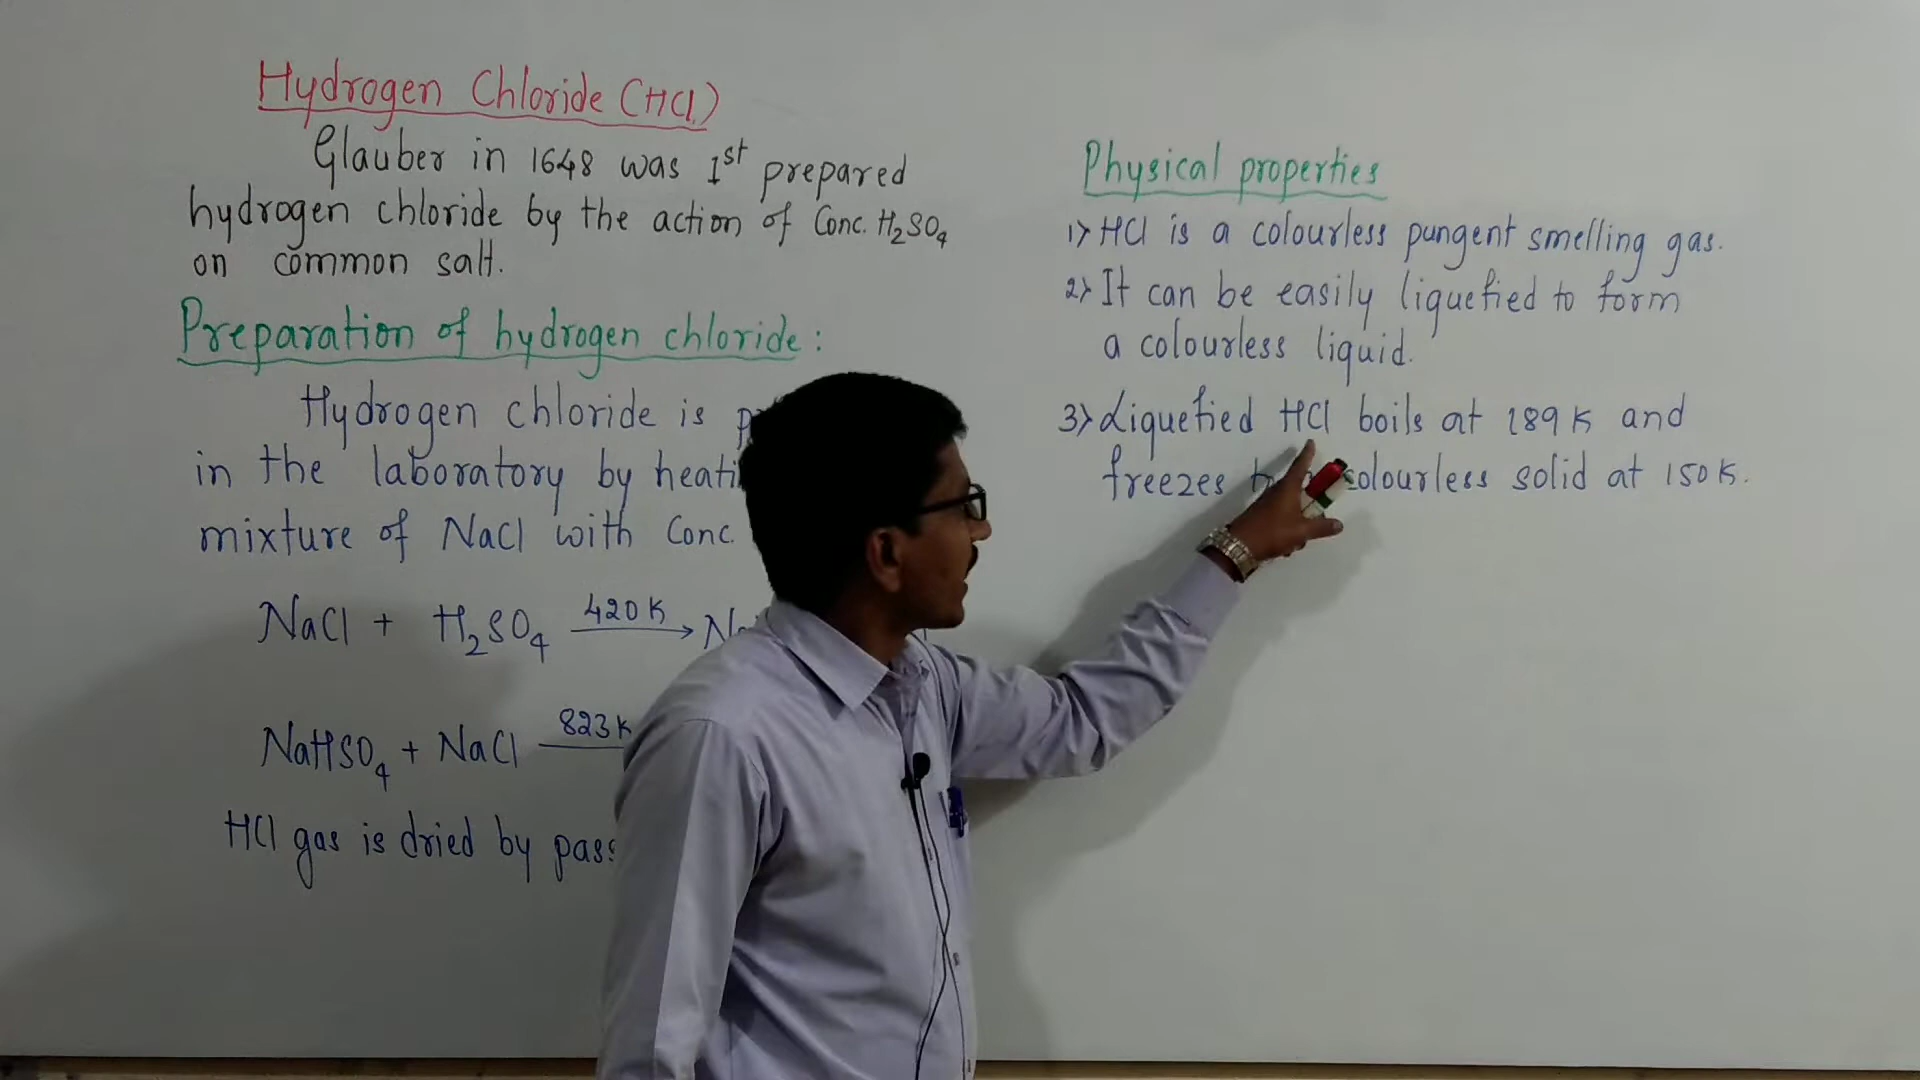 Hydrogen Chloride (HCl)
Glauber in 1648 was 1st prepared
hydrogen chloride by the action of Conc. H2SO4
on common salt.
Preparation of hydrogen chloride:
Hydrogen chloride is
in the laboratory by
mixture of NaCl with Conc.
NaCl + H2SO4 420K →
NaHSO4 + NaCl 823K
HCl gas is dried by
Physical properties
1) HCl is a colourless pungent smelling gas.
2) It can be easily liquefied to form
a colourless liquid.
3) Liquefied HCl boils at 189K and
freezes colourless solid at 150K.